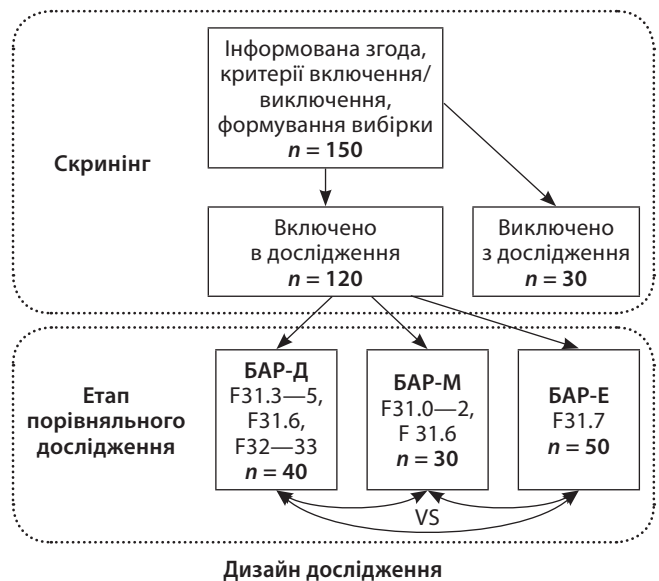 Інформована згода,
критерії включення/
виключення,
формування вибірки
n = 150
Скринінг
Включено
в дослідження
n = 120
Виключено
з дослідження
n = 30
Етап
порівняльного
дослідження
БАР-Д
F31.3—5,
F31.6,
F32—33
n = 40
БАР-М
F31.0—2,
F 31.6
n = 30
БАР-Е
F31.7
n = 50
VS
Дизайн дослідження